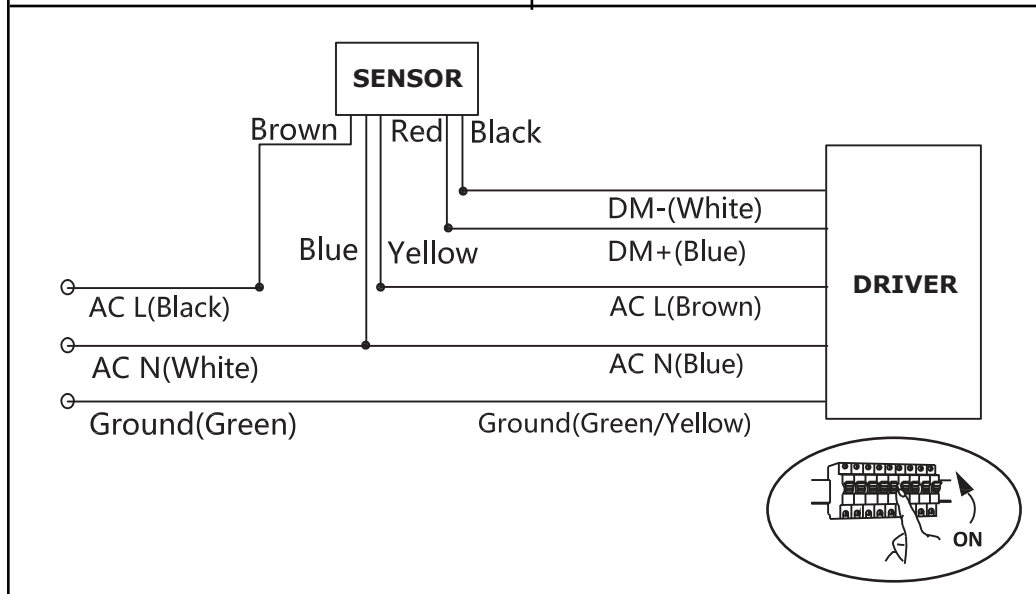 SENSOR
Brown
Red
Black
DM-(White)
Blue
Yellow
DM+(Blue)
DRIVER
AC L(Black)
AC L(Brown)
AC N(White)
AC N(Blue)
Ground(Green)
Ground(Green/Yellow)
ON